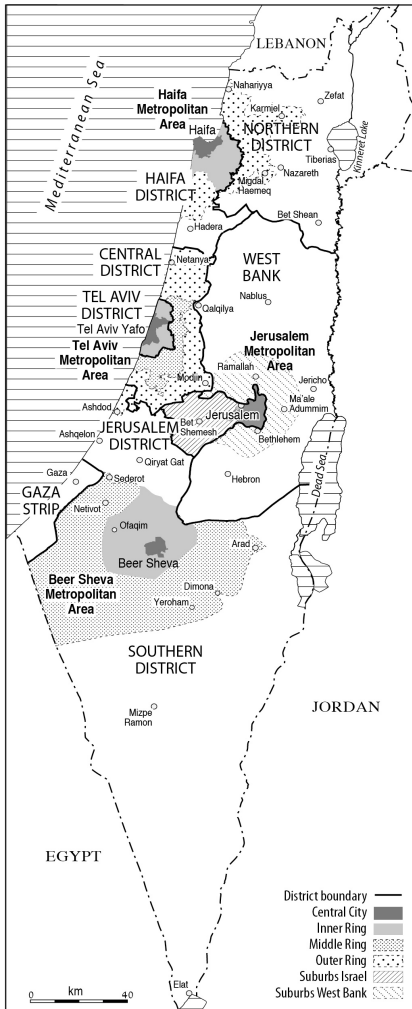 LEBANON
Mediterranean Sea
Nahariyya
Zefat
Haifa
Metropolitan
Area
Karmiel
Haifa
NORTHERN
DISTRICT
Kinneret Lake
Tiberias
Nazareth
Migdal
Haemeq
HAIFA
DISTRICT
Bet Shean
Hadera
CENTRAL
DISTRICT
Netanya
WEST
BANK
TEL AVIV
DISTRICT
Tel Aviv Yafo
Tel Aviv
Metropolitan
Area
Nablus
Qalqilya
Jerusalem
Metropolitan
Area
Ramallah
Modiin
Jericho
Ma'ale
Adummim
Ashdod
Jerusalem
JERUSALEM
DISTRICT
Bet
Shemesh
Bethlehem
Ashqelon
Qiryat Gat
Dead Sea
Gaza
Sederot
Hebron
GAZA
STRIP
Netivot
Ofaqim
Arad
Beer Sheva
Beer Sheva
Metropolitan
Area
Dimona
Yeroham
SOUTHERN
DISTRICT
Mizpe
Ramon
JORDAN
EGYPT
District boundary
Central City
Inner Ring
Middle Ring
Outer Ring
Suburbs Israel
Suburbs West Bank
Elat
km
0 40